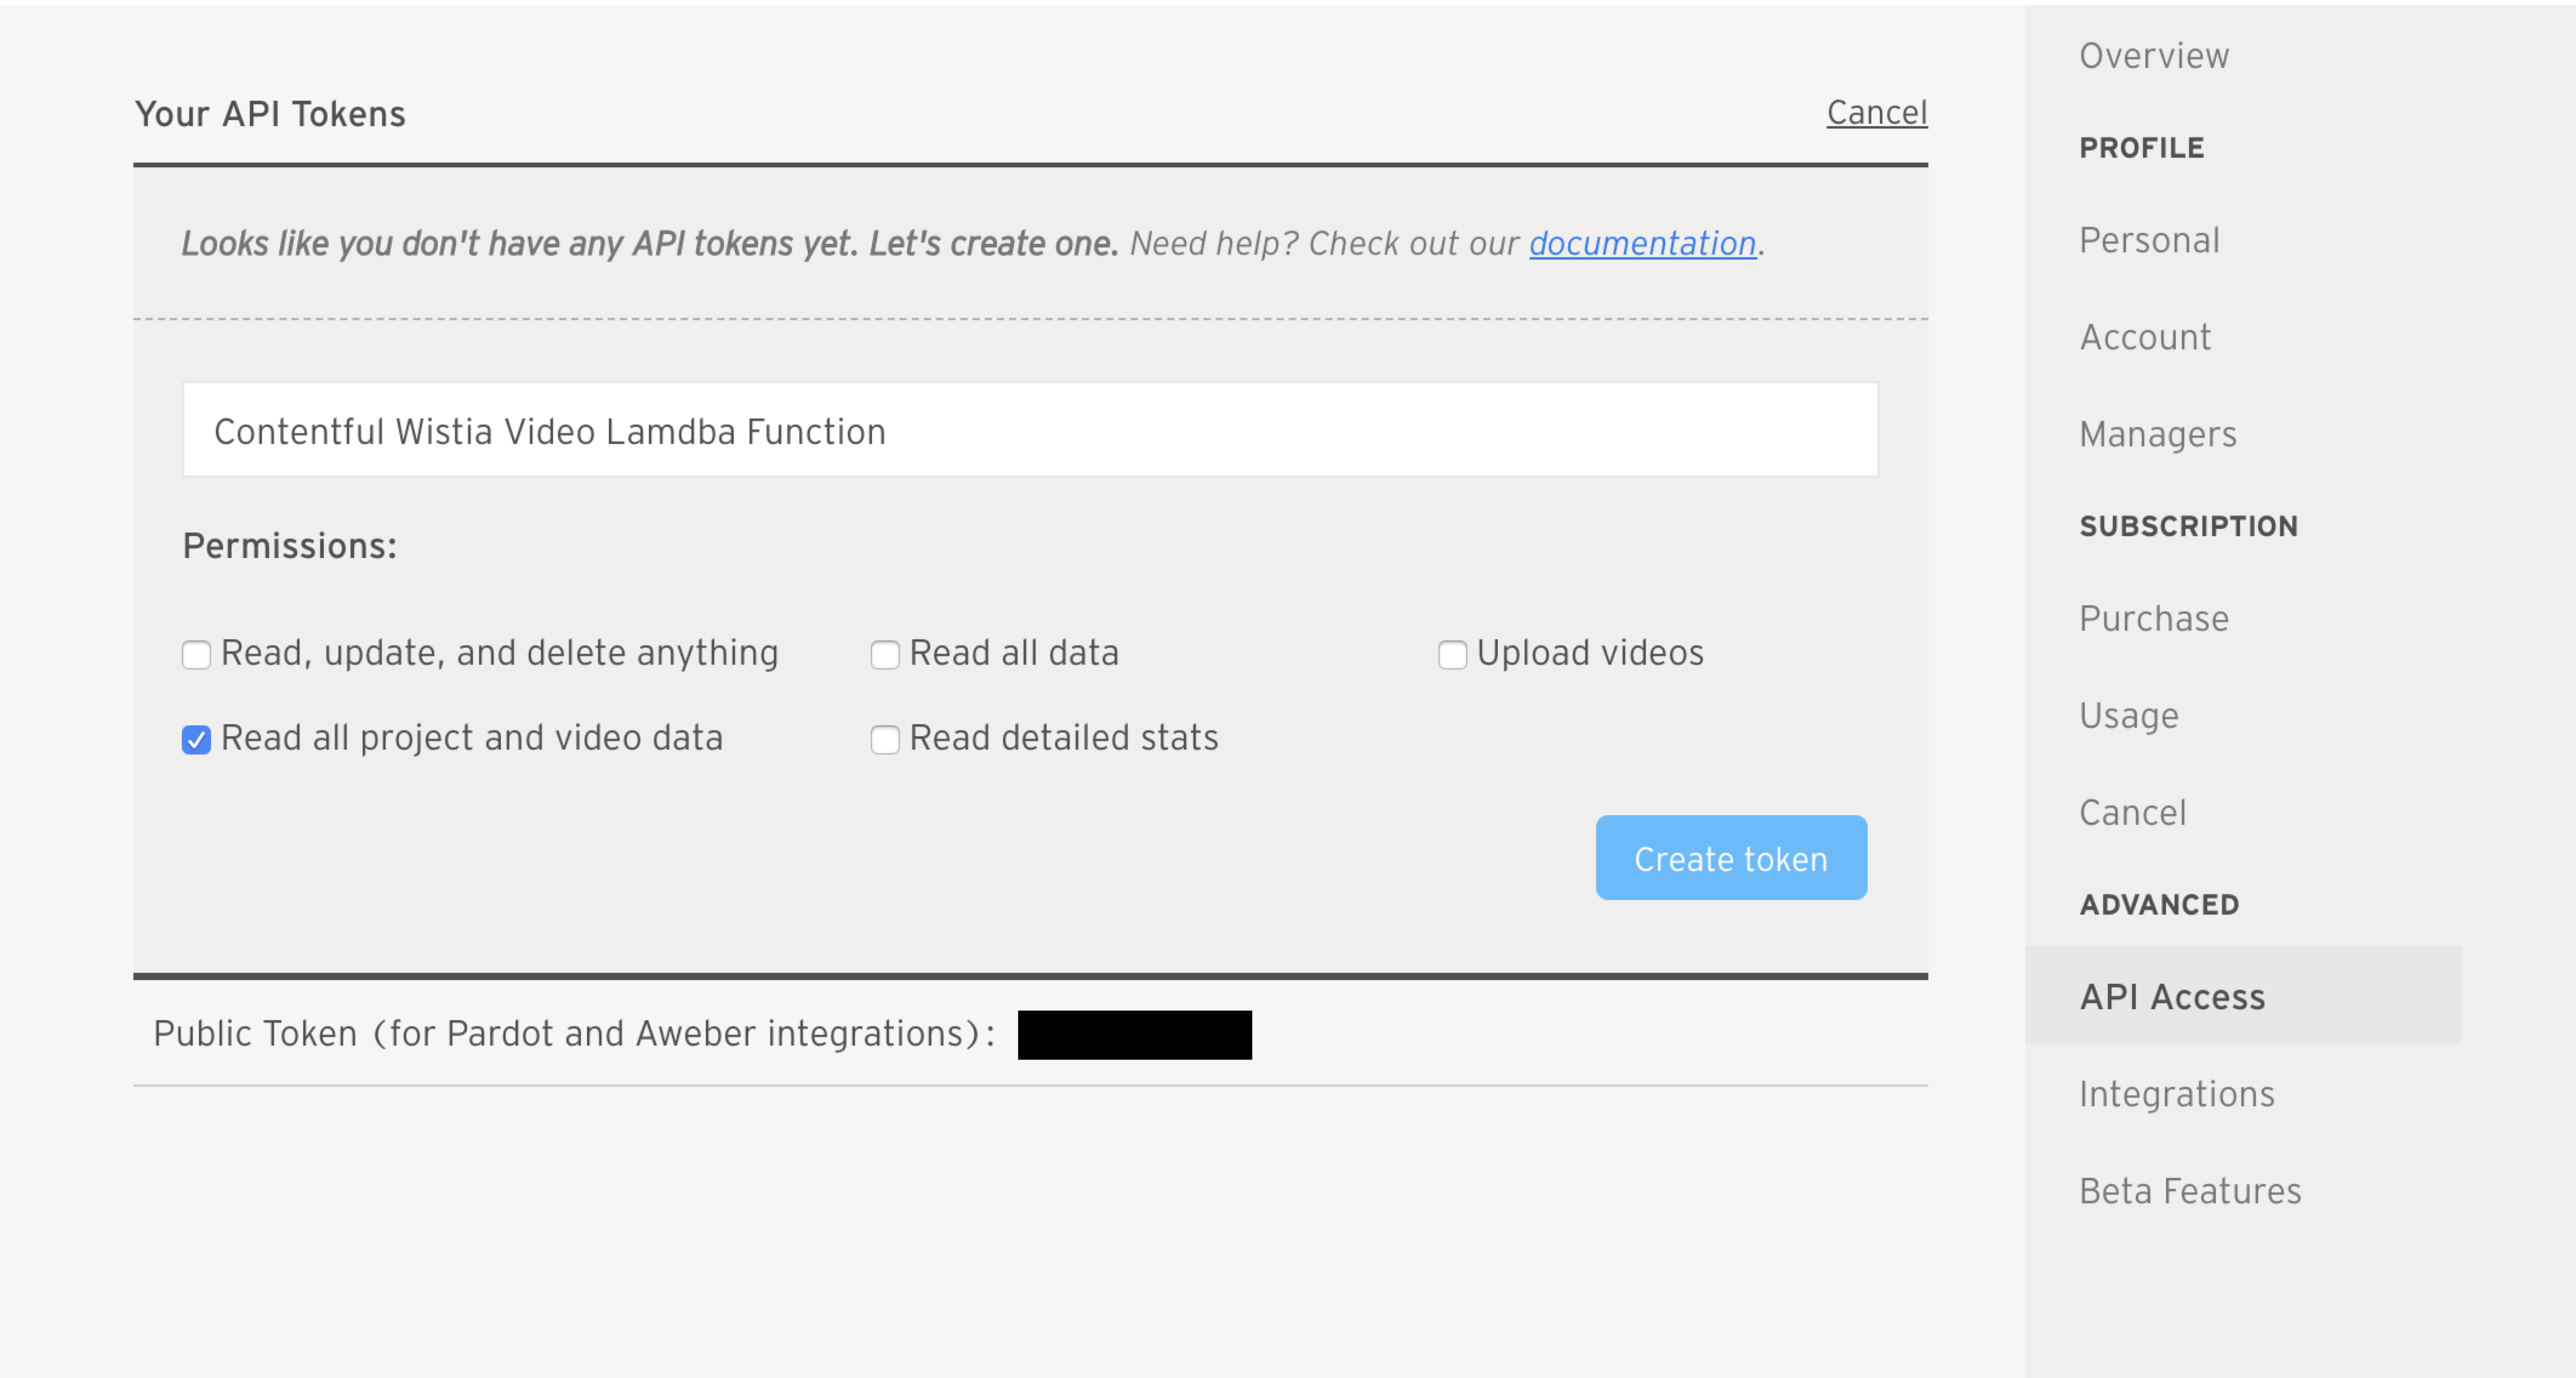 Your API Tokens
Cancel
Looks like you don't have any API tokens yet. Let's create one. Need help? Check out our documentation.
Contentful Wistia Video Lamdba Function
Permissions:
Read, update, and delete anything
Read all data
Upload videos
Read all project and video data
Read detailed stats
Create token
Public Token (for Pardot and Aweber integrations):
Overview
PROFILE
Personal
Account
Managers
SUBSCRIPTION
Purchase
Usage
Cancel
ADVANCED
API Access
Integrations
Beta Features